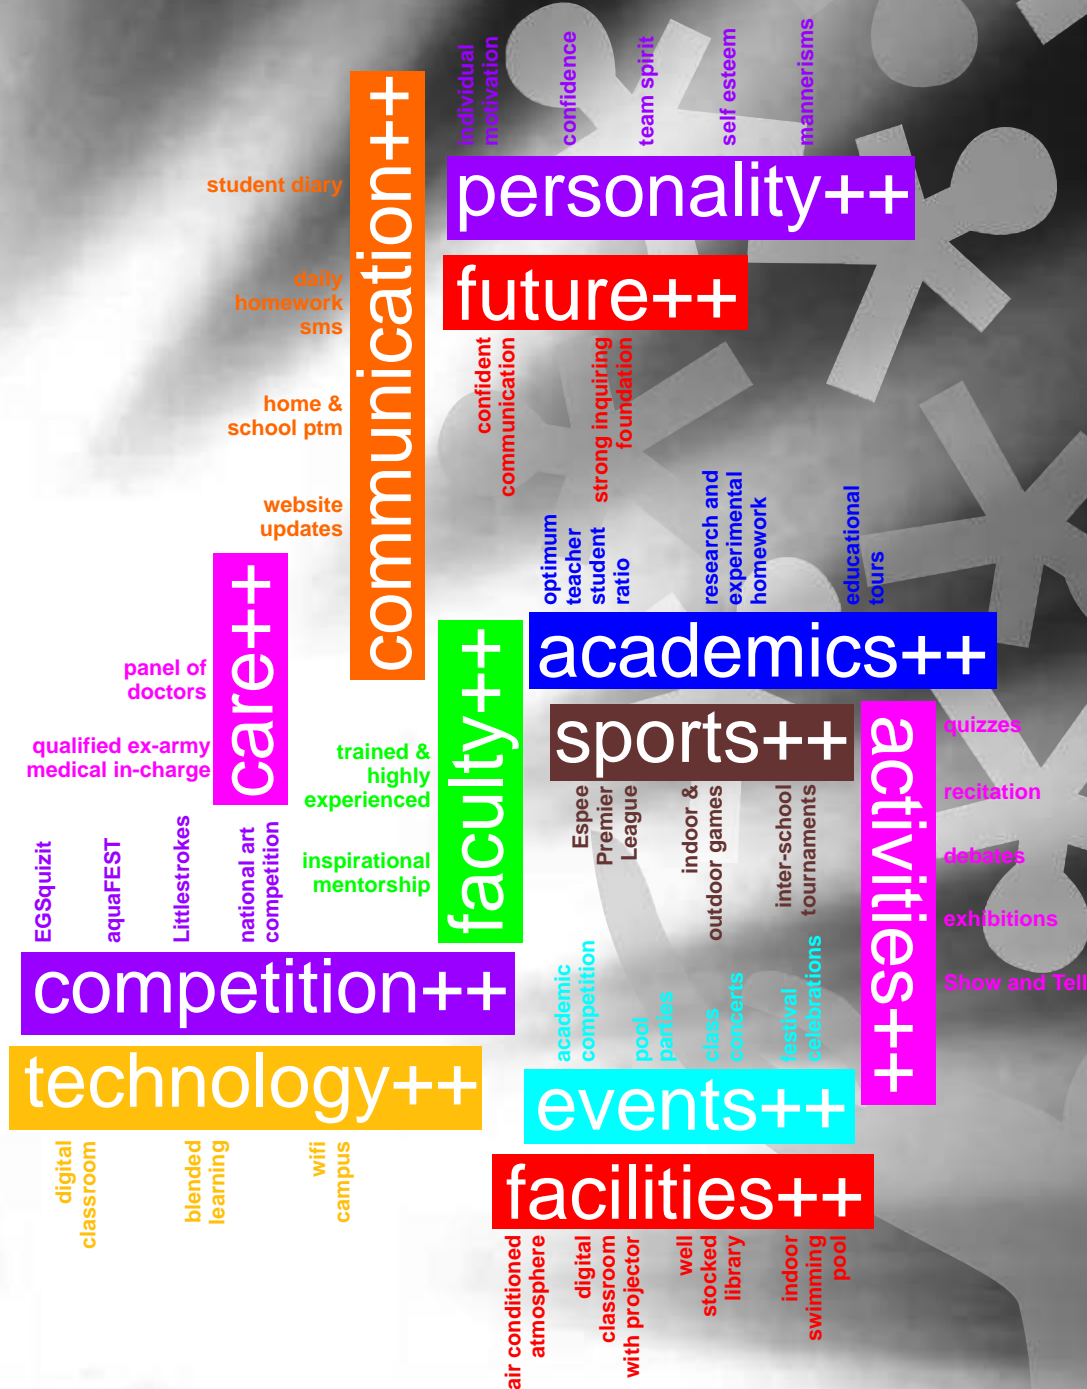 individual
motivation
confidence
team spirit
self esteem
mannerisms
personality++
communication++
student diary
daily
homework
sms
home &
school ptm
website
updates
future++
confident
communication
strong inquiring
foundation
optimum
teacher
student
ratio
research and
experimental
homework
educational
tours
academics++
care++
panel of
doctors
qualified ex-army
medical in-charge
faculty++
trained &
highly
experienced
inspirational
mentorship
sports++
Espee
Premier
League
indoor &
outdoor games
inter-school
tournaments
activities++
quizzes
recitation
debates
exhibitions
Show and Tell
EGSquizit
aquaFEST
Littlestrokes
national art
competition
competition++
technology++
digital
classroom
blended
learning
wifi
campus
academic
competition
pool
parties
class
concerts
festival
celebrations
events++
facilities++
air conditioned
atmosphere
digital
classroom
with projector
well
stocked
library
indoor
swimming
pool